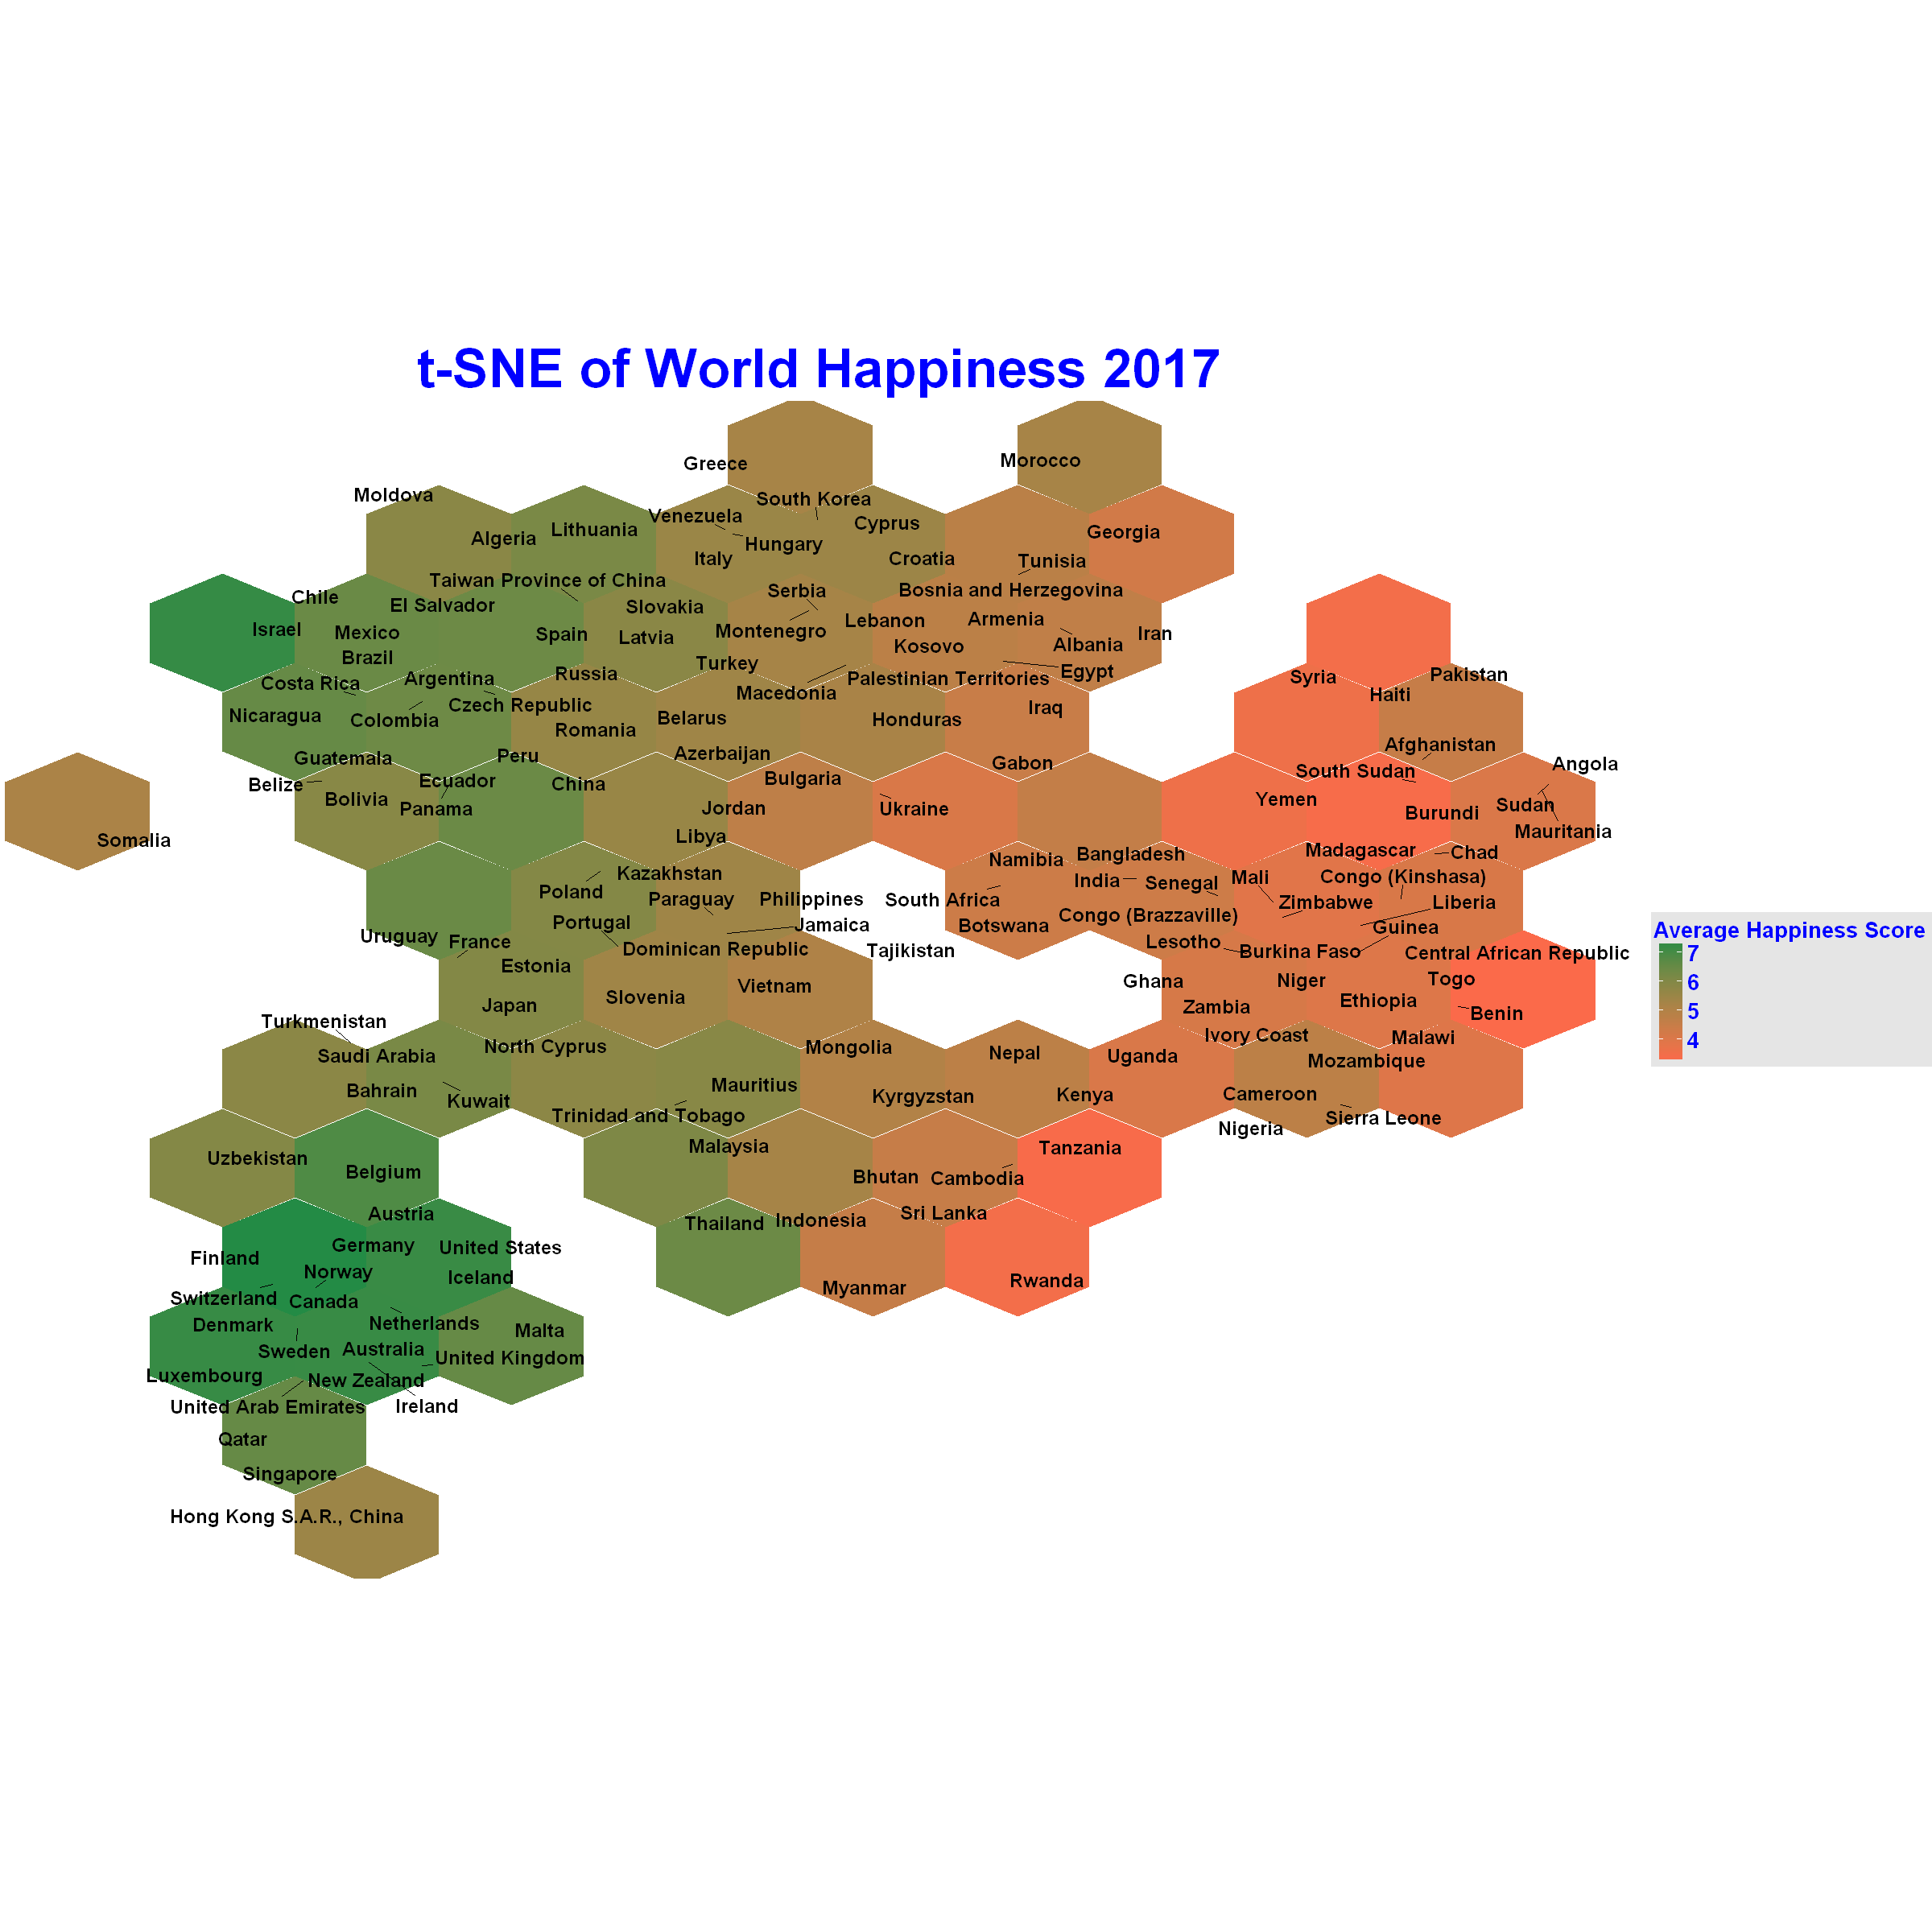 t-SNE of World Happiness 2017
Greece
Morocco
Moldova
South Korea
Venezuela
Cyprus
Lithuania
Georgia
Algeria
Hungary
Italy
Croatia
Tunisia
Taiwan Province of China
Serbia
Bosnia and Herzegovina
Chile
El Salvador
Slovakia
Lebanon
Armenia
Israel
Mexico
Spain
Latvia
Montenegro
Kosovo
Albania
Iran
Brazil
Turkey
Egypt
Costa Rica
Argentina
Russia
Macedonia
Palestinian Territories
Syria
Haiti
Pakistan
Nicaragua
Colombia
Czech Republic
Romania
Belarus
Honduras
Iraq
Guatemala
Peru
Azerbaijan
Gabon
Afghanistan
Belize
Ecuador
China
Bulgaria
South Sudan
Angola
Bolivia
Panama
Jordan
Ukraine
Yemen
Burundi
Sudan
Somalia
Libya
Mauritania
Namibia
Bangladesh
Madagascar
Chad
Poland
Kazakhstan
India
Senegal
Mali
Congo (Kinshasa)
Paraguay
Philippines
South Africa
Zimbabwe
Liberia
Portugal
Jamaica
Botswana
Congo (Brazzaville)
Guinea
Uruguay
France
Dominican Republic
Tajikistan
Lesotho
Burkina Faso
Central African Republic
Estonia
Ghana
Niger
Togo
Japan
Slovenia
Vietnam
Zambia
Ethiopia
Benin
Turkmenistan
Ivory Coast
Malawi
Saudi Arabia
North Cyprus
Mongolia
Nepal
Uganda
Mozambique
Bahrain
Kuwait
Mauritius
Kyrgyzstan
Kenya
Cameroon
Trinidad and Tobago
Sierra Leone
Nigeria
Uzbekistan
Belgium
Malaysia
Bhutan
Cambodia
Tanzania
Austria
Thailand
Indonesia
Sri Lanka
Finland
Germany
United States
Norway
Iceland
Myanmar
Rwanda
Switzerland
Canada
Denmark
Netherlands
Malta
Sweden
Australia
United Kingdom
Luxembourg
New Zealand
United Arab Emirates
Ireland
Qatar
Singapore
Hong Kong S.A.R., China
Average Happiness Score
7
6
5
4